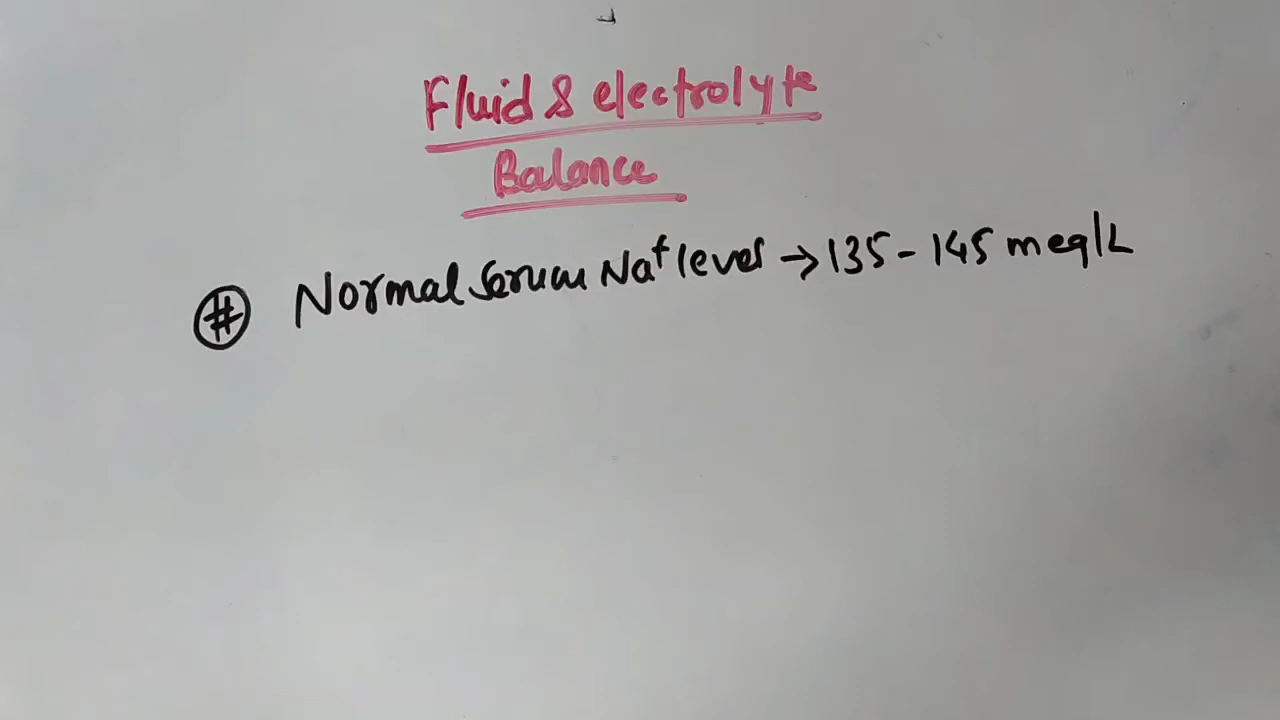 Fluid & electrolyte
Balance
# Normal Serum Na+ level → 135 - 145 meq/L